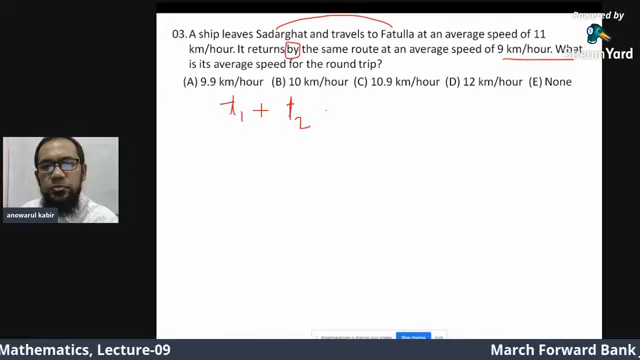 Powered by
StreamYard
03. A ship leaves Sadarghat and travels to Fatulla at an average speed of 11
km/hour. It returns by the same route at an average speed of 9 km/hour. What
is its average speed for the round trip?
(A) 9.9 km/hour (B) 10 km/hour (C) 10.9 km/hour (D) 12 km/hour (E) None
t₁ + t₂
anowarul kabir
Mathematics, Lecture-09
March Forward Bank